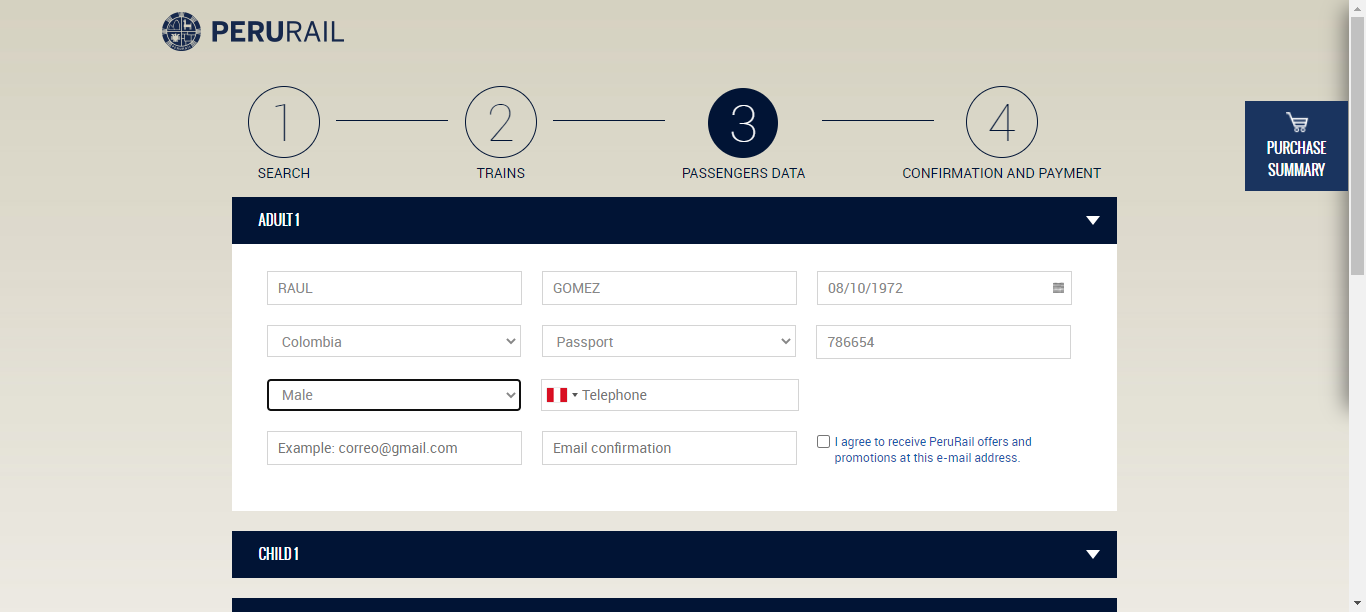 PERURAIL
1
2
3
4
SEARCH
TRAINS
PASSENGERS DATA
CONFIRMATION AND PAYMENT
PURCHASE
SUMMARY
ADULT 1
RAUL
GOMEZ
08/10/1972
Colombia
Passport
786654
Male
Telephone
Example: correo@gmail.com
Email confirmation
I agree to receive PeruRail offers and
promotions at this e-mail address.
CHILD 1